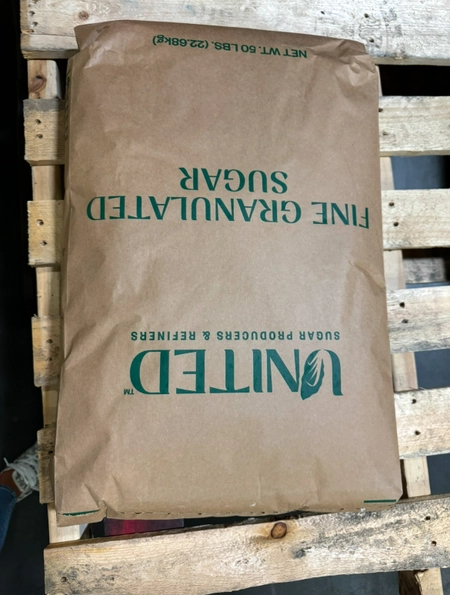 UNITED™
SUGAR PRODUCERS & REFINERS
FINE GRANULATED
SUGAR
NET WT. 50 LBS. (22.68kg)